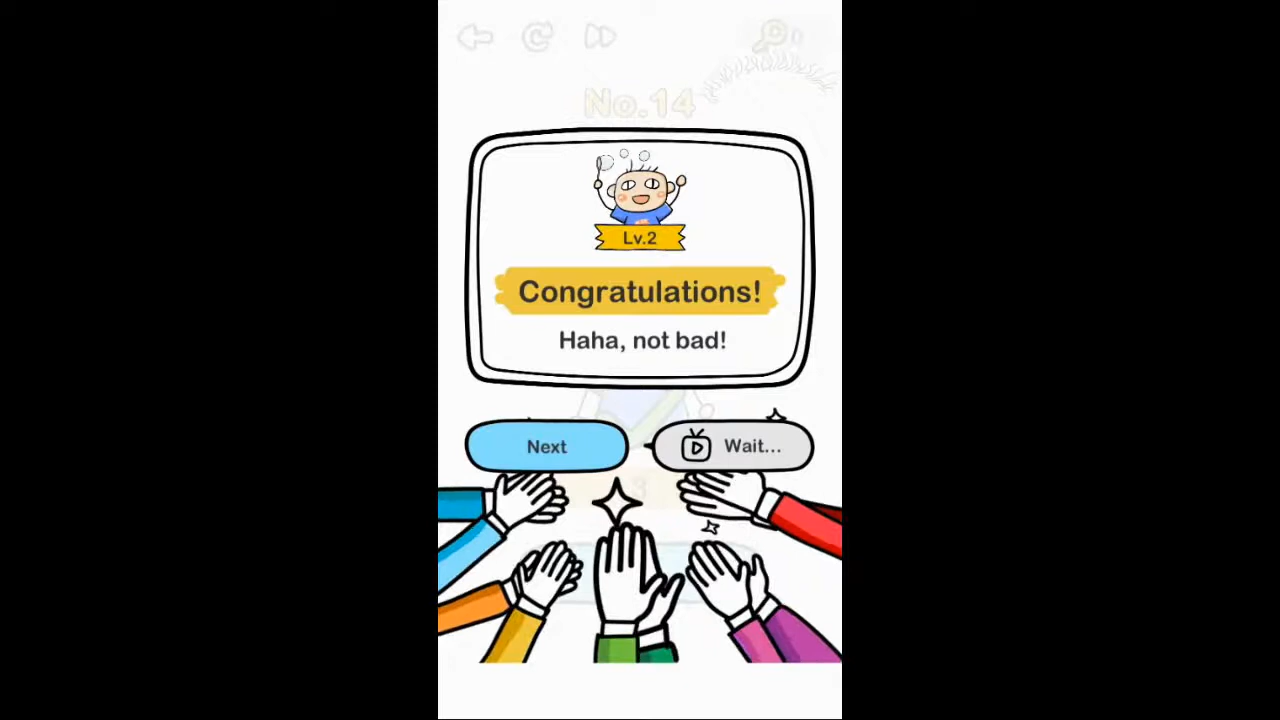 No.14
Lv.2
Congratulations!
Haha, not bad!
Next
Wait...